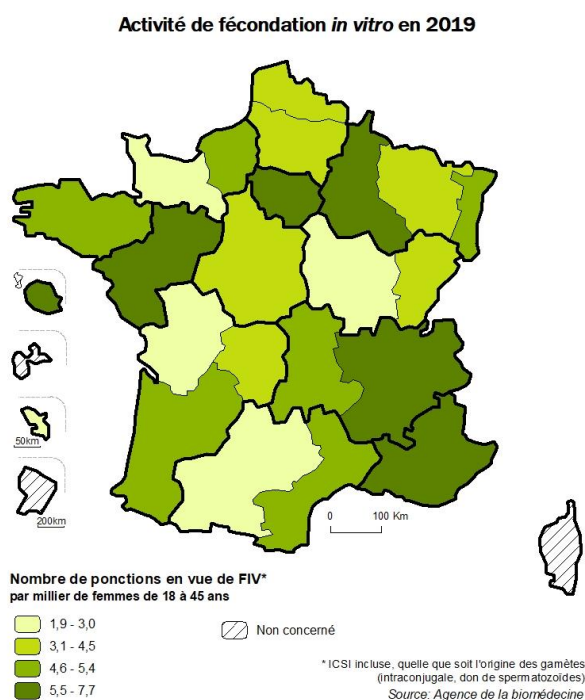 Activité de fécondation in vitro en 2019
50km
200km
0 100 Km
Nombre de ponctions en vue de FIV*
par millier de femmes de 18 à 45 ans
1,9 - 3,0
3,1 - 4,5
4,6 - 5,4
5,5 - 7,7
Non concerné
* ICSI incluse, quelle que soit l'origine des gamètes
(intraconjugale, don de spermatozoïdes)
Source: Agence de la biomédecine